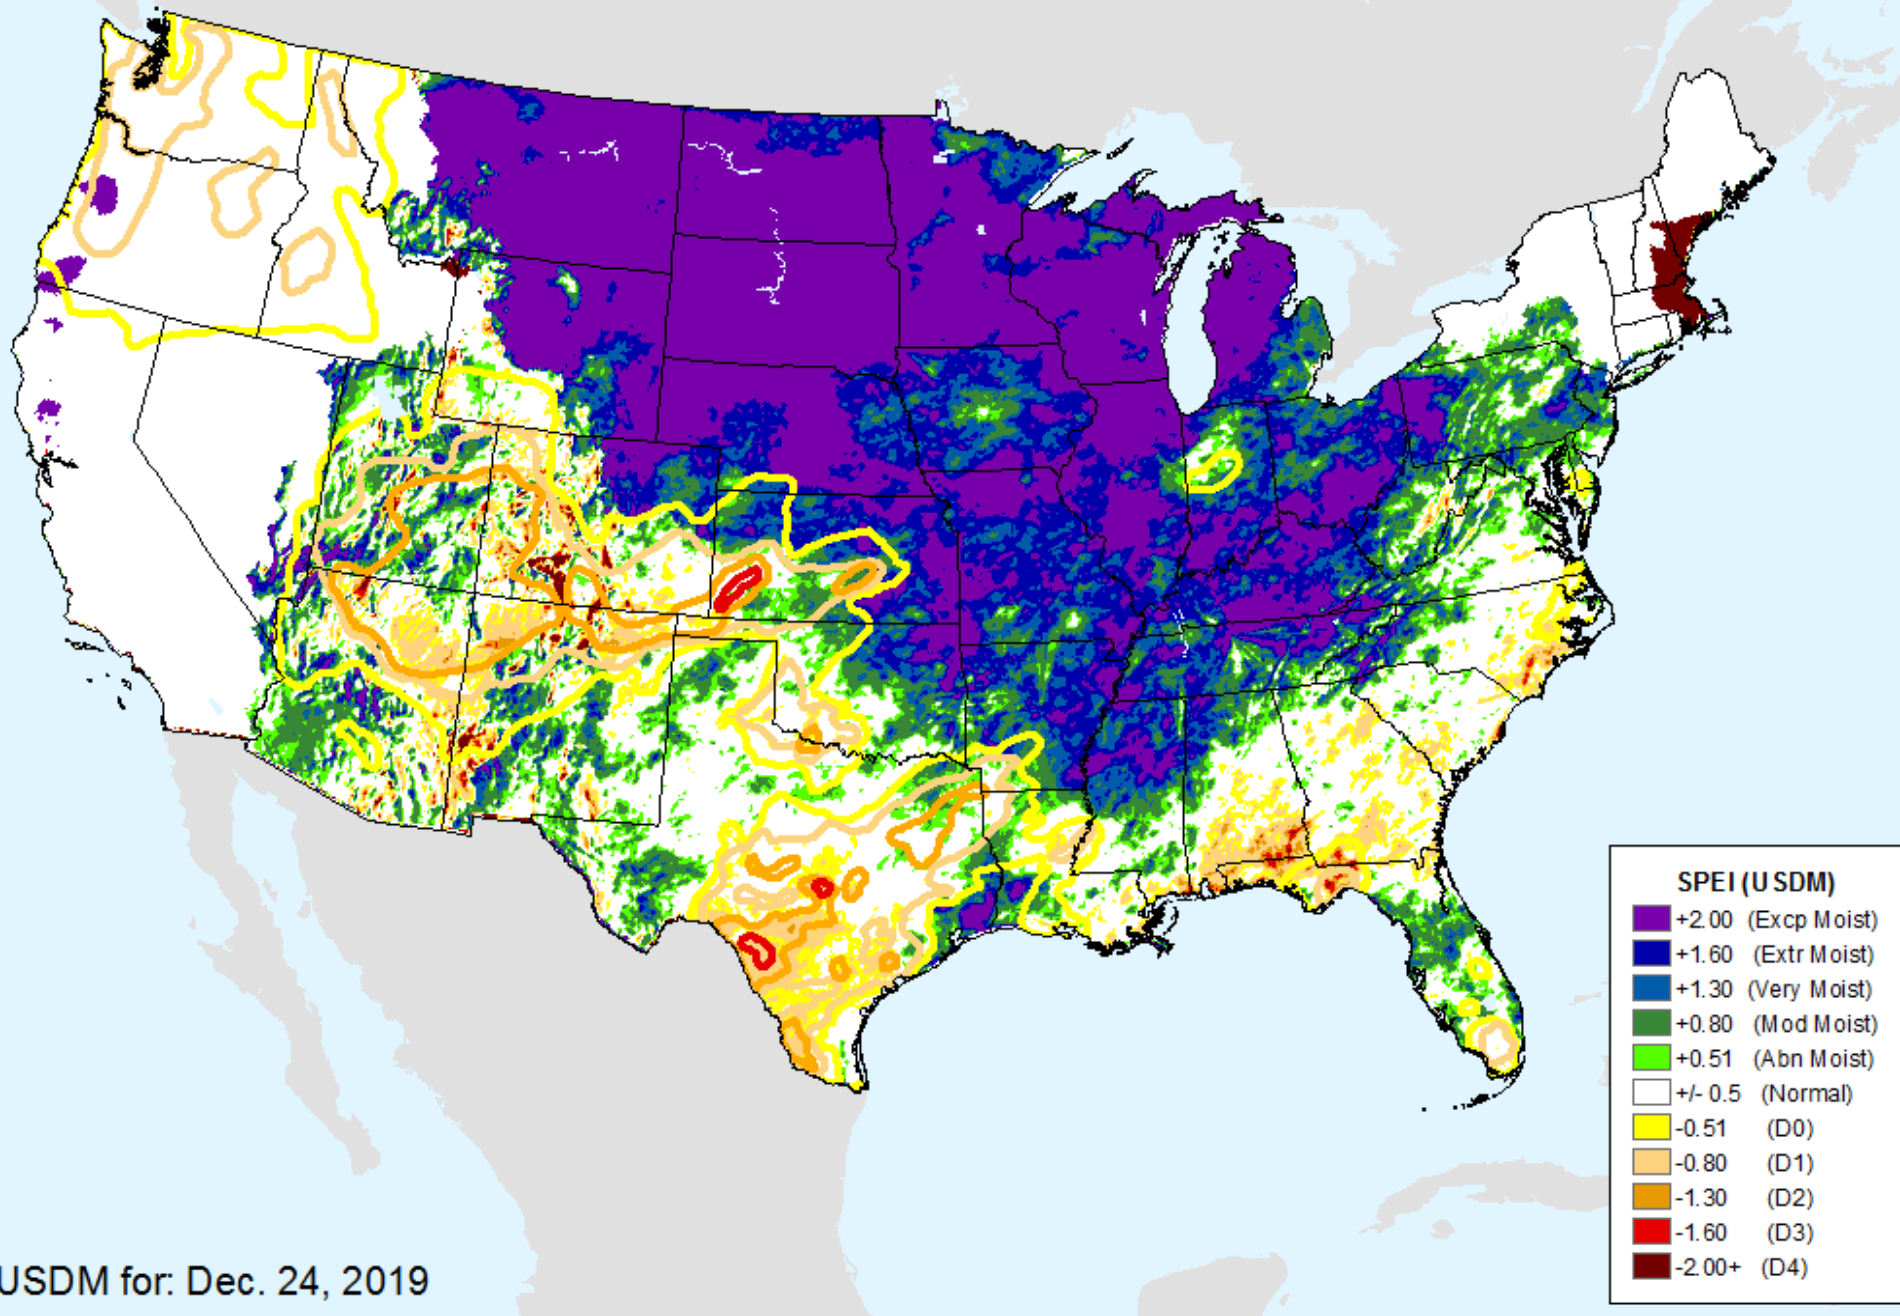 SPEI (USDM)
+2.00 (Excp Moist)
+1.60 (Extr Moist)
+1.30 (Very Moist)
+0.80 (Mod Moist)
+0.51 (Abn Moist)
+/- 0.5 (Normal)
-0.51 (D0)
-0.80 (D1)
-1.30 (D2)
-1.60 (D3)
-2.00+ (D4)
USDM for: Dec. 24, 2019